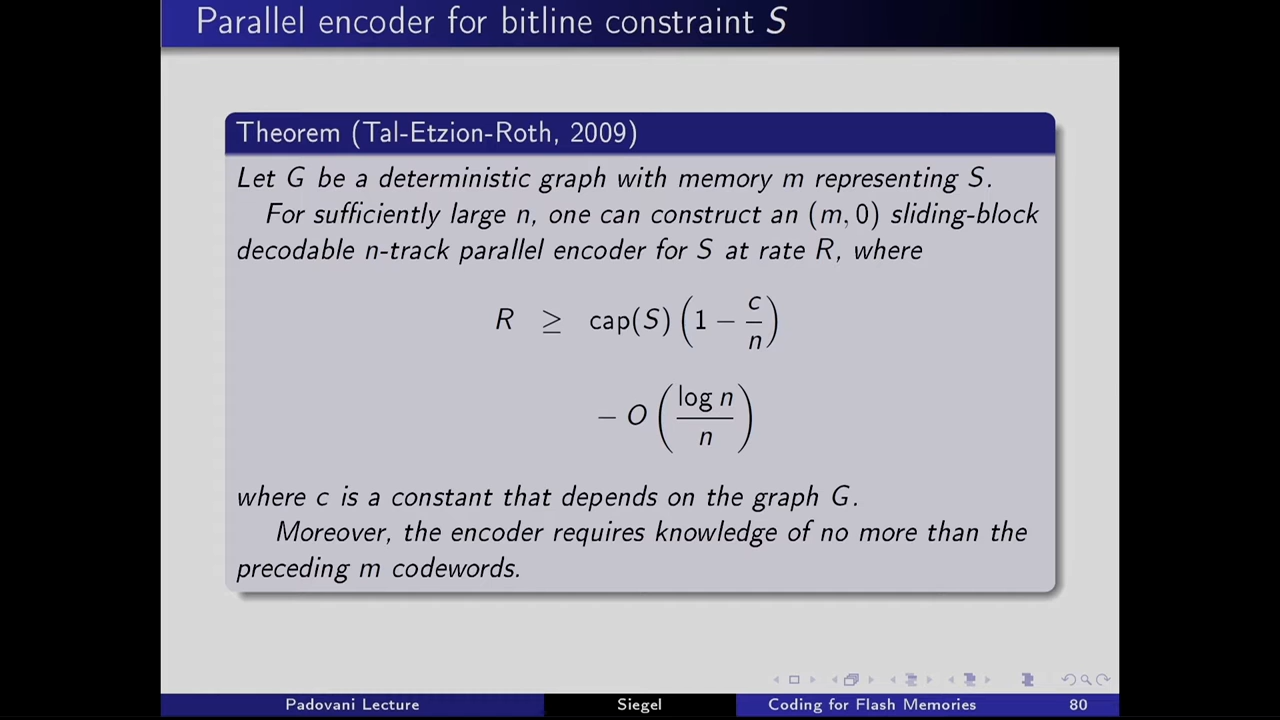 Parallel encoder for bitline constraint S
Theorem (Tal-Etzion-Roth, 2009)
Let G be a deterministic graph with memory m representing S.
For sufficiently large n, one can construct an (m, 0) sliding-block
decodable n-track parallel encoder for S at rate R, where
R ≥ cap(S) (1 − c/n)
− O (log n/n)
where c is a constant that depends on the graph G.
Moreover, the encoder requires knowledge of no more than the
preceding m codewords.
Padovani Lecture Siegel Coding for Flash Memories 80